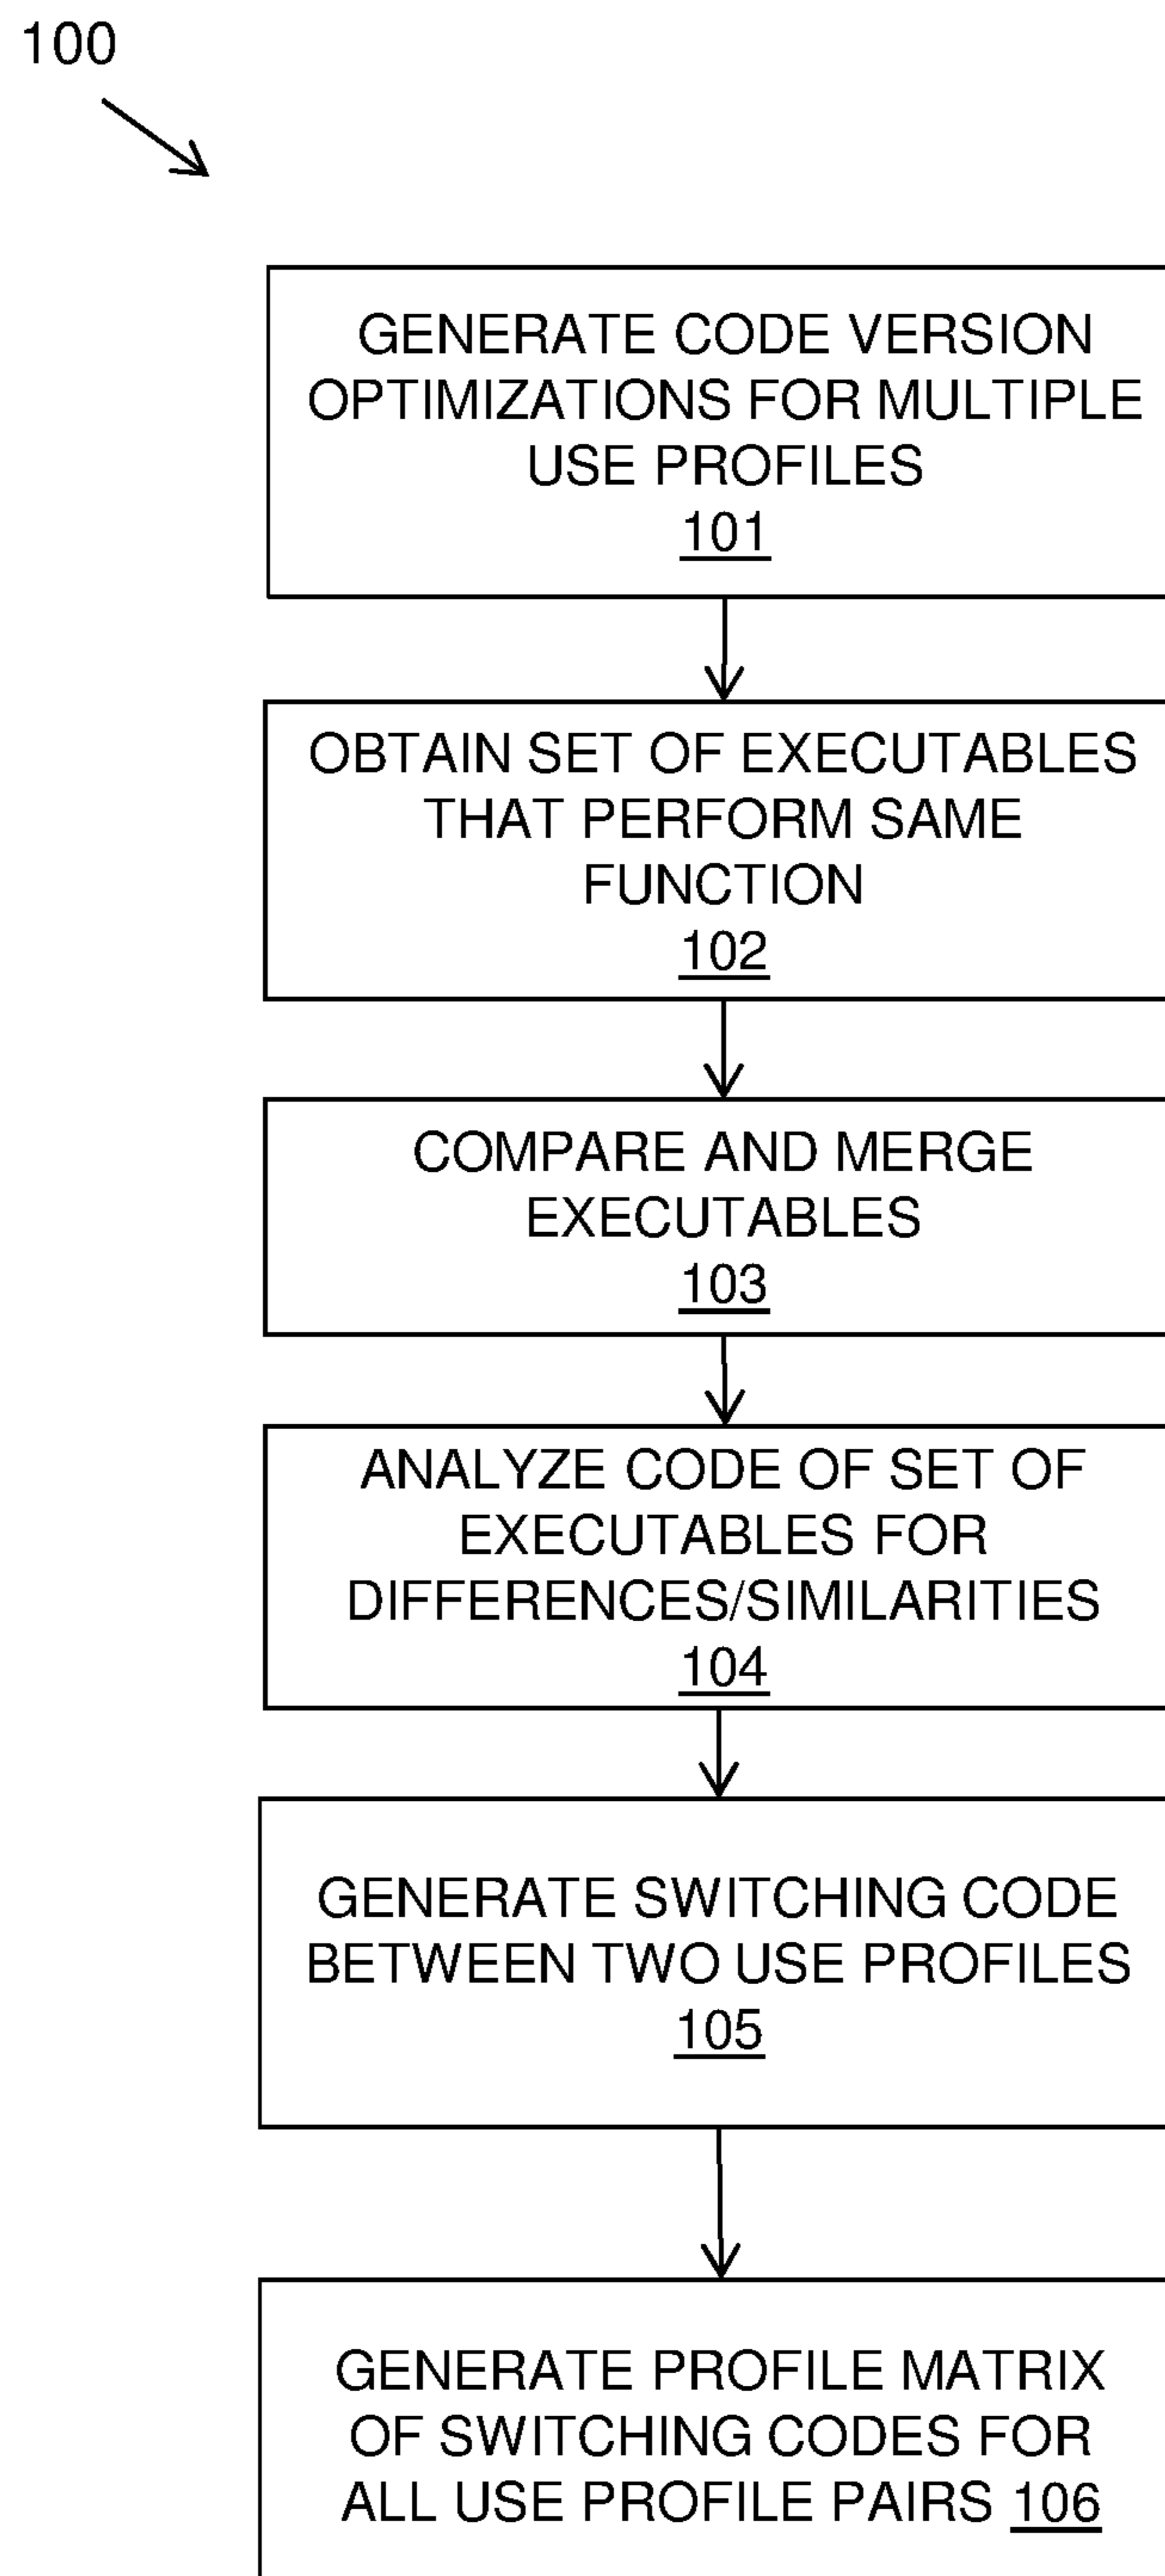 100
GENERATE CODE VERSION
OPTIMIZATIONS FOR MULTIPLE
USE PROFILES
101
OBTAIN SET OF EXECUTABLES
THAT PERFORM SAME
FUNCTION
102
COMPARE AND MERGE
EXECUTABLES
103
ANALYZE CODE OF SET OF
EXECUTABLES FOR
DIFFERENCES/SIMILARITIES
104
GENERATE SWITCHING CODE
BETWEEN TWO USE PROFILES
105
GENERATE PROFILE MATRIX
OF SWITCHING CODES FOR
ALL USE PROFILE PAIRS 106